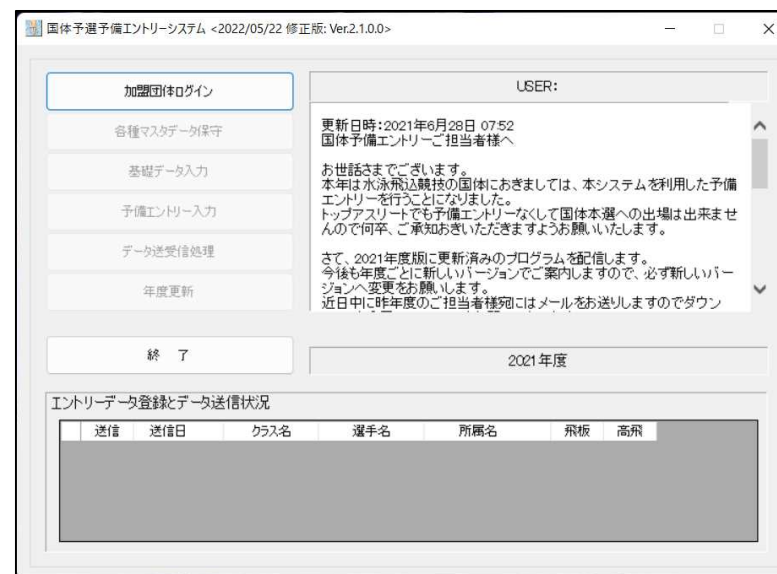 国体予選予備エントリーシステム <2022/05/22 修正版: Ver.2.1.0.0>
加盟団体ログイン
各種マスタデータ保守
基礎データ入力
予備エントリー入力
データ送受信処理
年度更新
終 了
USER:
更新日時:2021年6月28日 07:52
国体予備エントリーご担当者様へ
お世話さまでございます。
本年は水泳飛込競技の国体におきましては、本システムを利用した予備
エントリーを行うことになりました。
トップアスリートでも予備エントリーなくして国体本選への出場は出来ませ
んので何卒、ご承知おきいただきますようお願いいたします。
さて、2021年度版に更新済みのプログラムを配信します。
今後も年度ごとに新しいバージョンでご案内しますので、必ず新しいバー
ジョンへ変更をお願いします。
近日中に昨年度のご担当者様宛にはメールをお送りしますのでダウン
2021年度
エントリーデータ登録とデータ送信状況
送信 送信日 クラス名 選手名 所属名 飛板 高飛